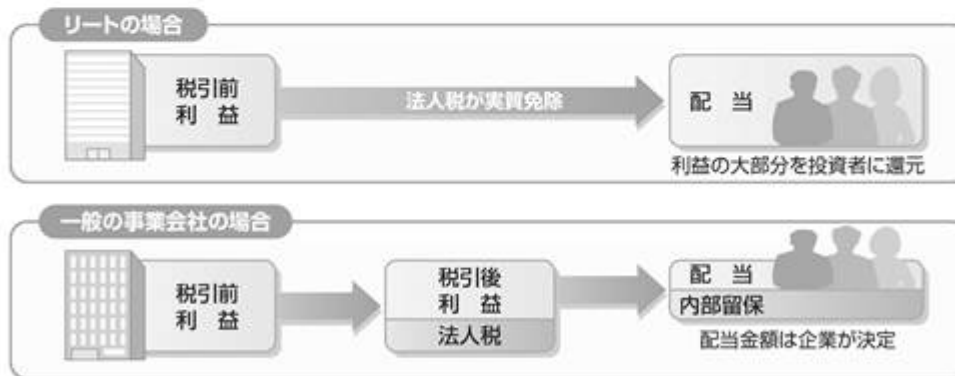 リートの場合
税引前
利　益
法人税が実質免除
配　当
利益の大部分を投資者に還元
一般の事業会社の場合
税引前
利　益
税引後
利　益
法人税
配　当
内部留保
配当金額は企業が決定